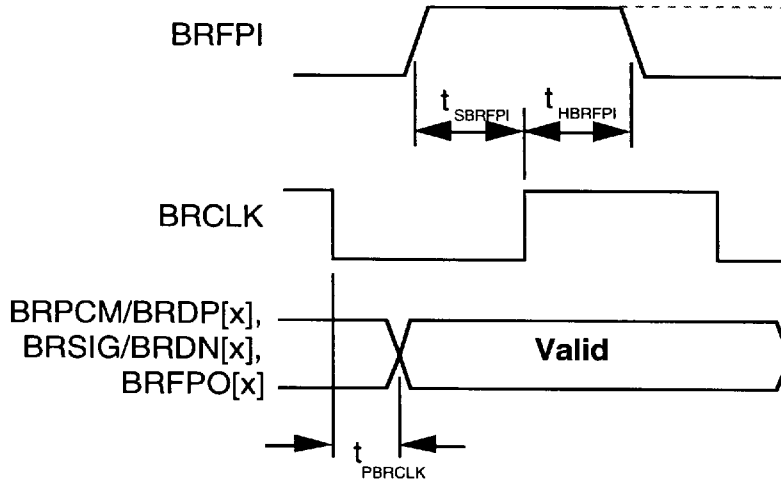 BRFPI
tSBRFPI tHBRFPI
BRCLK
BRPCM/BRDP[x],
BRSIG/BRDN[x],
BRFPO[x]
Valid
tPBRCLK